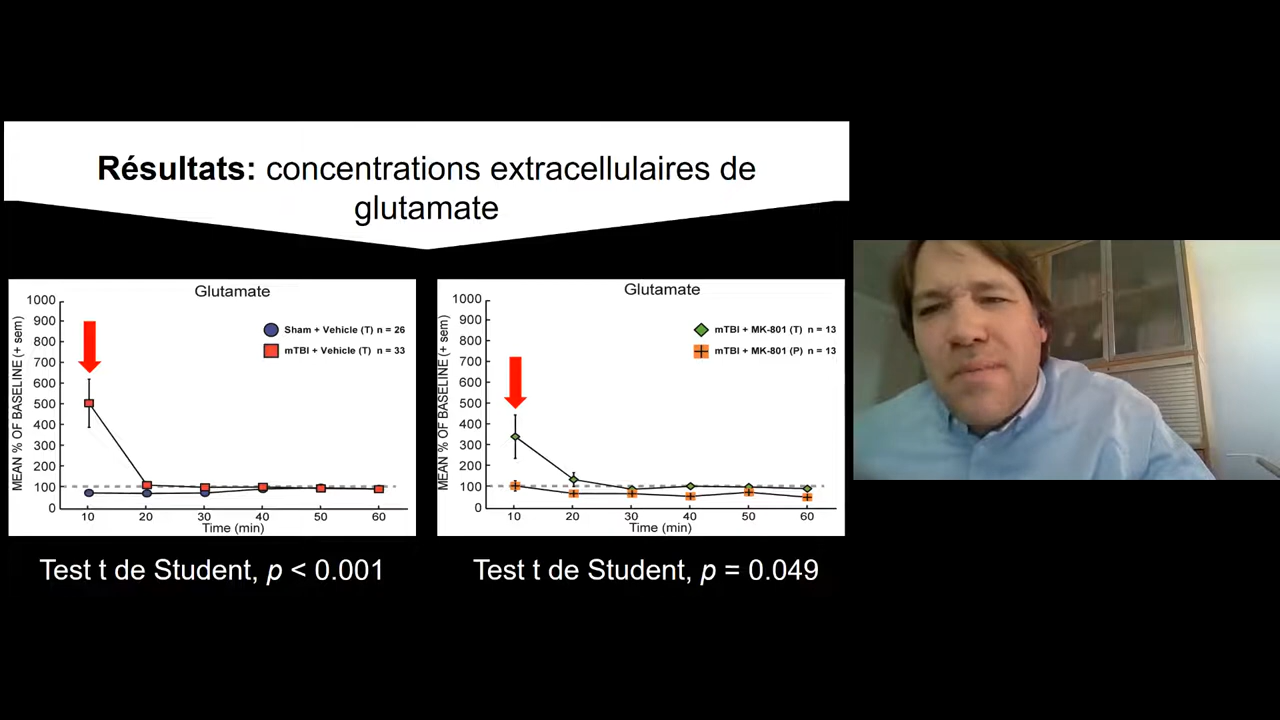 Résultats: concentrations extracellulaires de
glutamate
Glutamate
MEAN % OF BASELINE (+ sem)
1000
900
800
700
600
500
400
300
200
100
0
Sham + Vehicle (T) n = 26
mTBI + Vehicle (T) n = 33
10 20 30 40 50 60
Time (min)
Test t de Student, p < 0.001
Glutamate
MEAN % OF BASELINE (+ sem)
1000
900
800
700
600
500
400
300
200
100
0
mTBI + MK-801 (T) n = 13
mTBI + MK-801 (P) n = 13
10 20 30 40 50 60
Time (min)
Test t de Student, p = 0.049